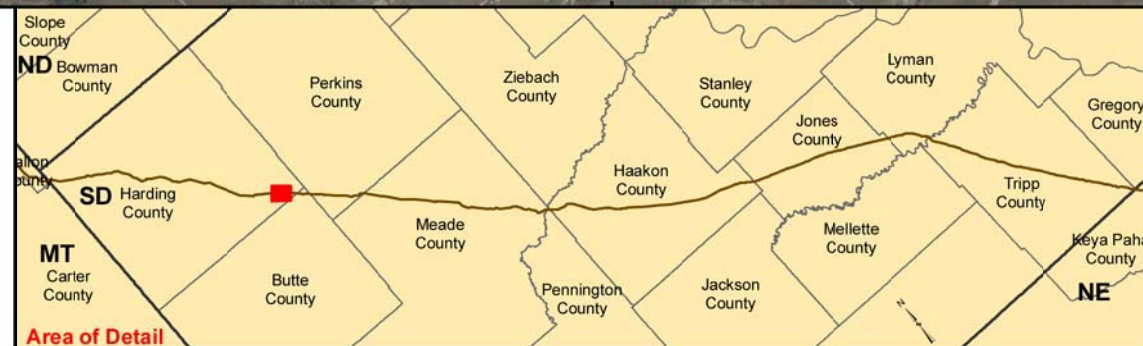 Slope
County
ND
Bowman
County
Perkins
County
Ziebach
County
Stanley
County
Lyman
County
Gregory
County
Jones
County
Haakon
County
SD
Harding
County
Tripp
County
Meade
County
Mellette
County
MT
Carter
County
Butte
County
Pennington
County
Jackson
County
Keya Paha
County
NE
N
Area of Detail